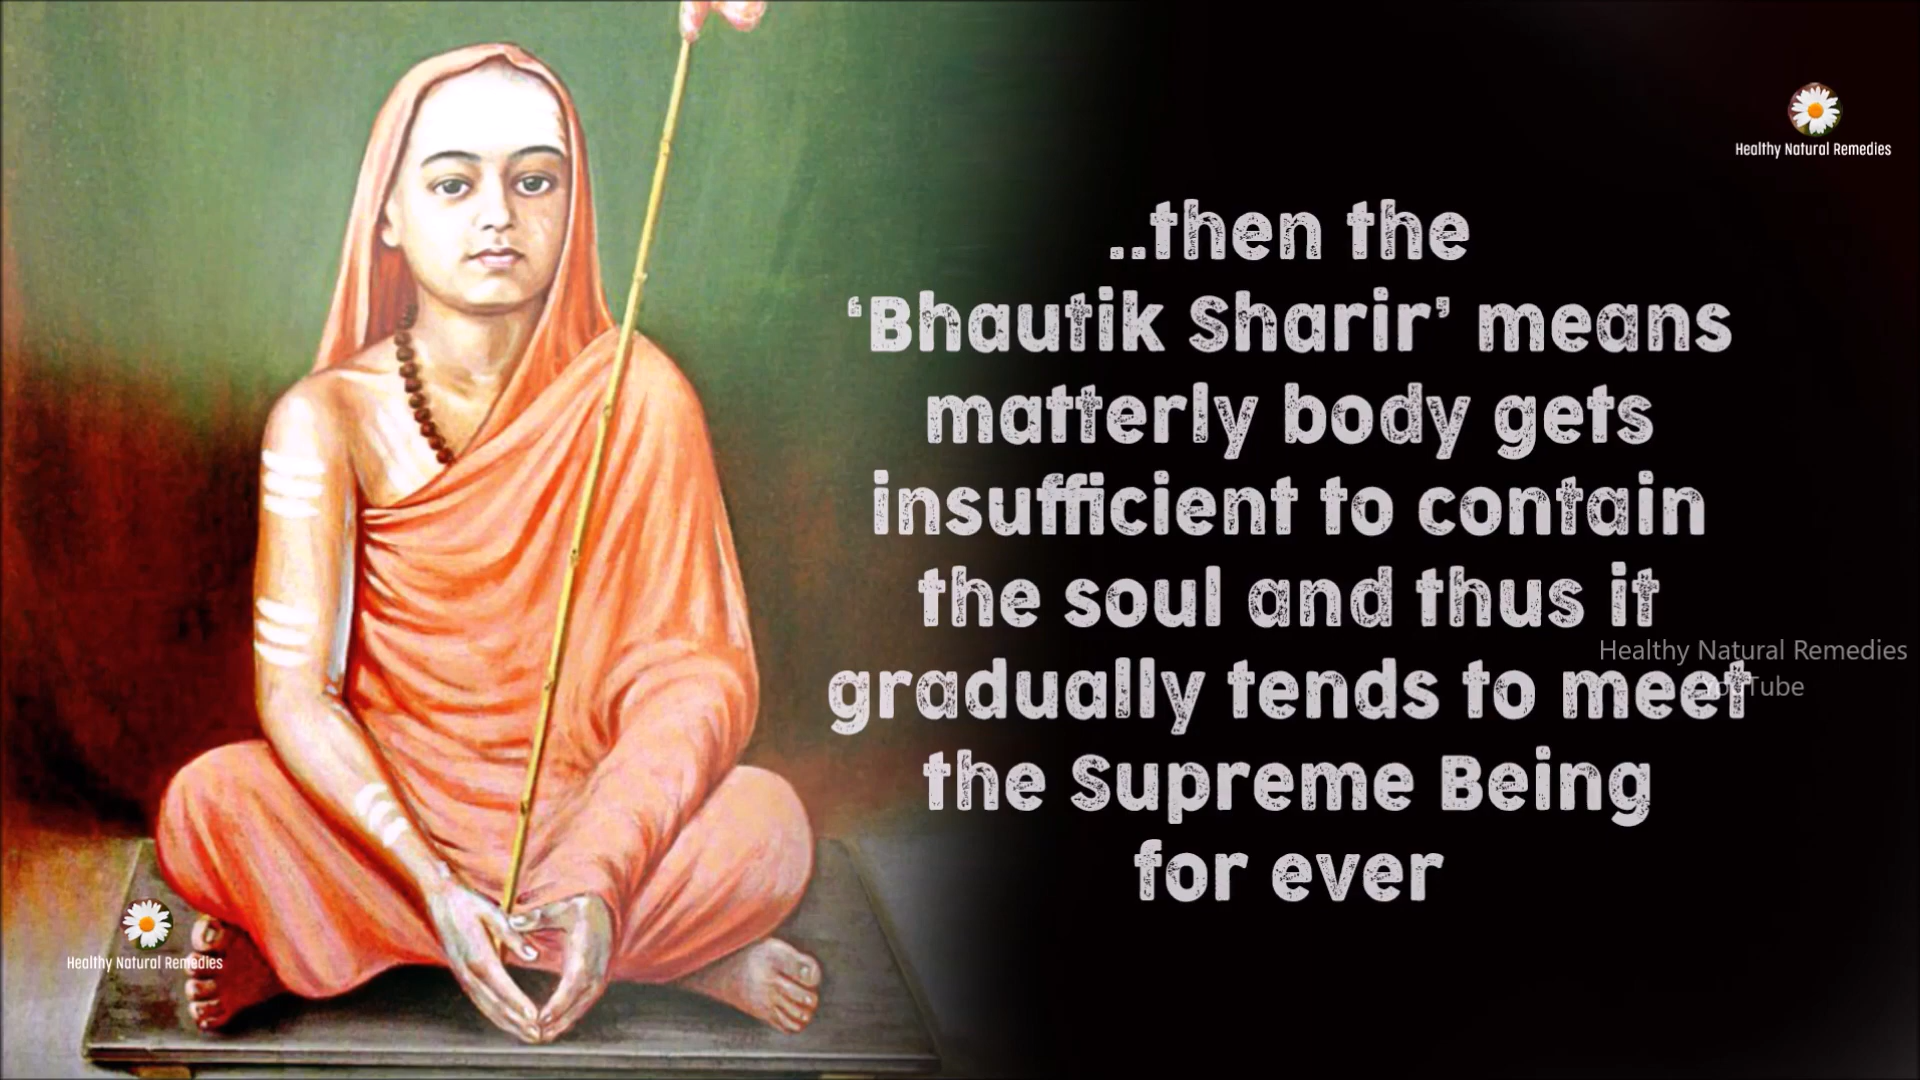 Healthy Natural Remedies
..then the
‘Bhautik Sharir’ means
matterly body gets
insufficient to contain
the soul and thus it
Healthy Natural Remedies
gradually tends to meet
YouTube
the Supreme Being
for ever
Healthy Natural Remedies